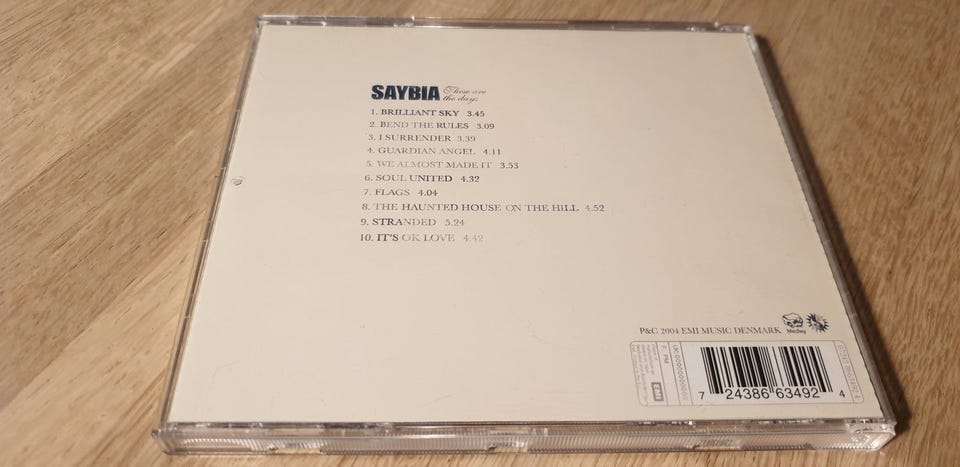 SAYBIA These are
the days
1. BRILLIANT SKY 3.45
2. BEND THE RULES 3.09
3. I SURRENDER 3.39
4. GUARDIAN ANGEL 4.11
5. WE ALMOST MADE IT 3.53
6. SOUL UNITED 4.32
7. FLAGS 4.04
8. THE HAUNTED HOUSE ON THE HILL 4.52
9. STRANDED 5.24
10. IT'S OK LOVE 4.42
P&C 2004 EMI MUSIC DENMARK
Medley
EMI
7 24386 63492 4